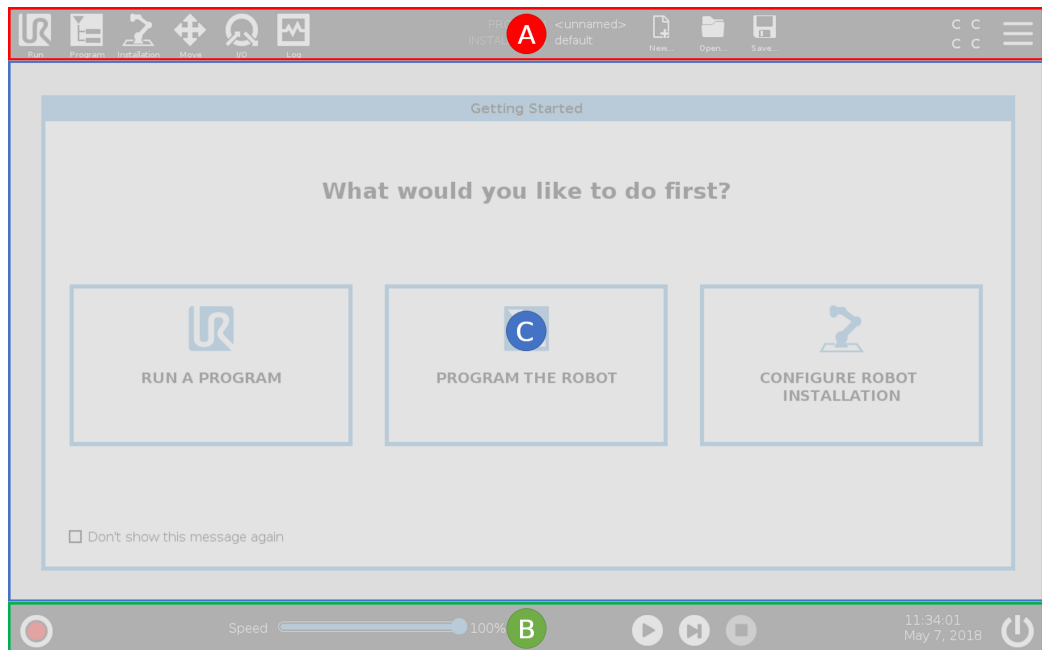 Run Program Installation Move I/O Log
PR A <unnamed>
INSTAL default
New... Open... Save...
C C
C C
Getting Started
What would you like to do first?
C
RUN A PROGRAM
PROGRAM THE ROBOT
CONFIGURE ROBOT
INSTALLATION
Don't show this message again
Speed 100% B
11:34:01
May 7, 2018